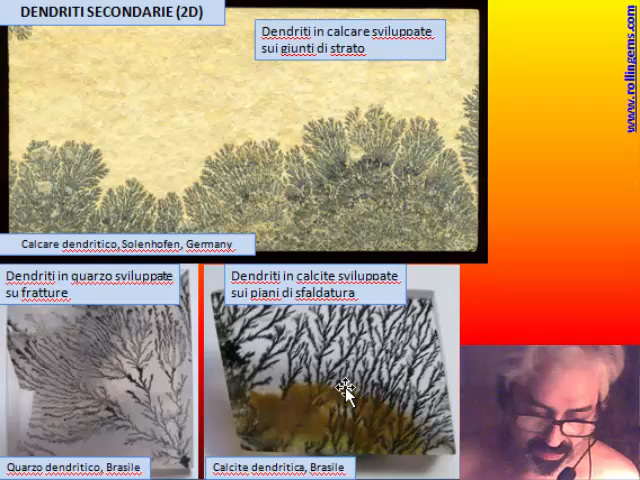 DENDRITI SECONDARIE (2D)
Dendriti in calcare sviluppate
sui giunti di strato
www.rollingems.com
Calcare dendritico, Solenhofen, Germany
Dendriti in quarzo sviluppate
su fratture
Dendriti in calcite sviluppate
sui piani di sfaldatura
Quarzo dendritico, Brasile
Calcite dendritica, Brasile